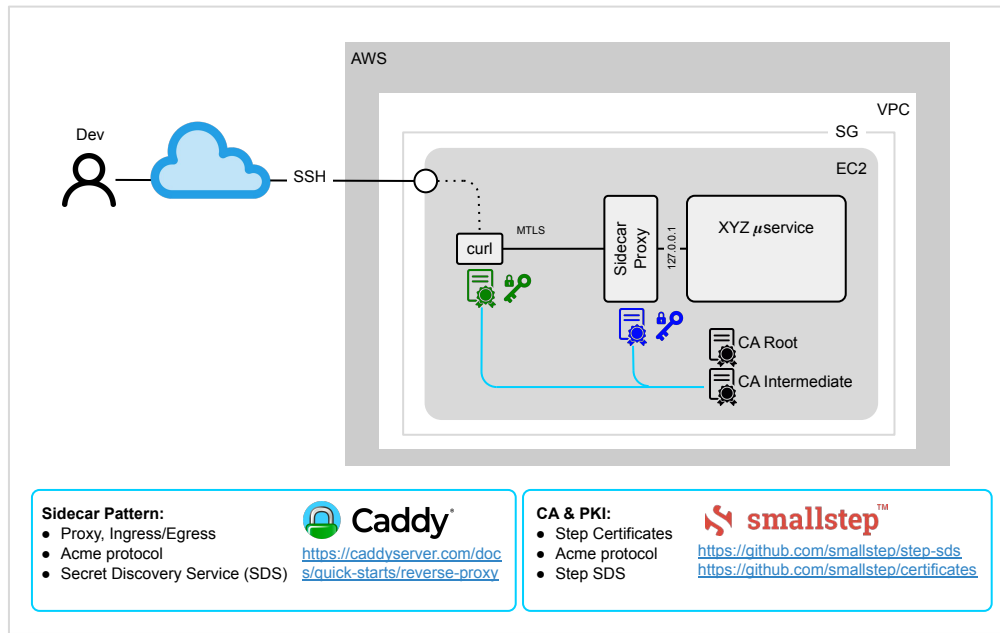 AWS
VPC
SG
EC2
Dev
SSH
curl
MTLS
Sidecar
Proxy
127.0.0.1
XYZ μservice
CA Root
CA Intermediate
Sidecar Pattern:
● Proxy, Ingress/Egress
● Acme protocol
● Secret Discovery Service (SDS)
Caddy
https://caddyserver.com/doc
s/quick-starts/reverse-proxy
CA & PKI:
● Step Certificates
● Acme protocol
● Step SDS
smallstep™
https://github.com/smallstep/step-sds
https://github.com/smallstep/certificates